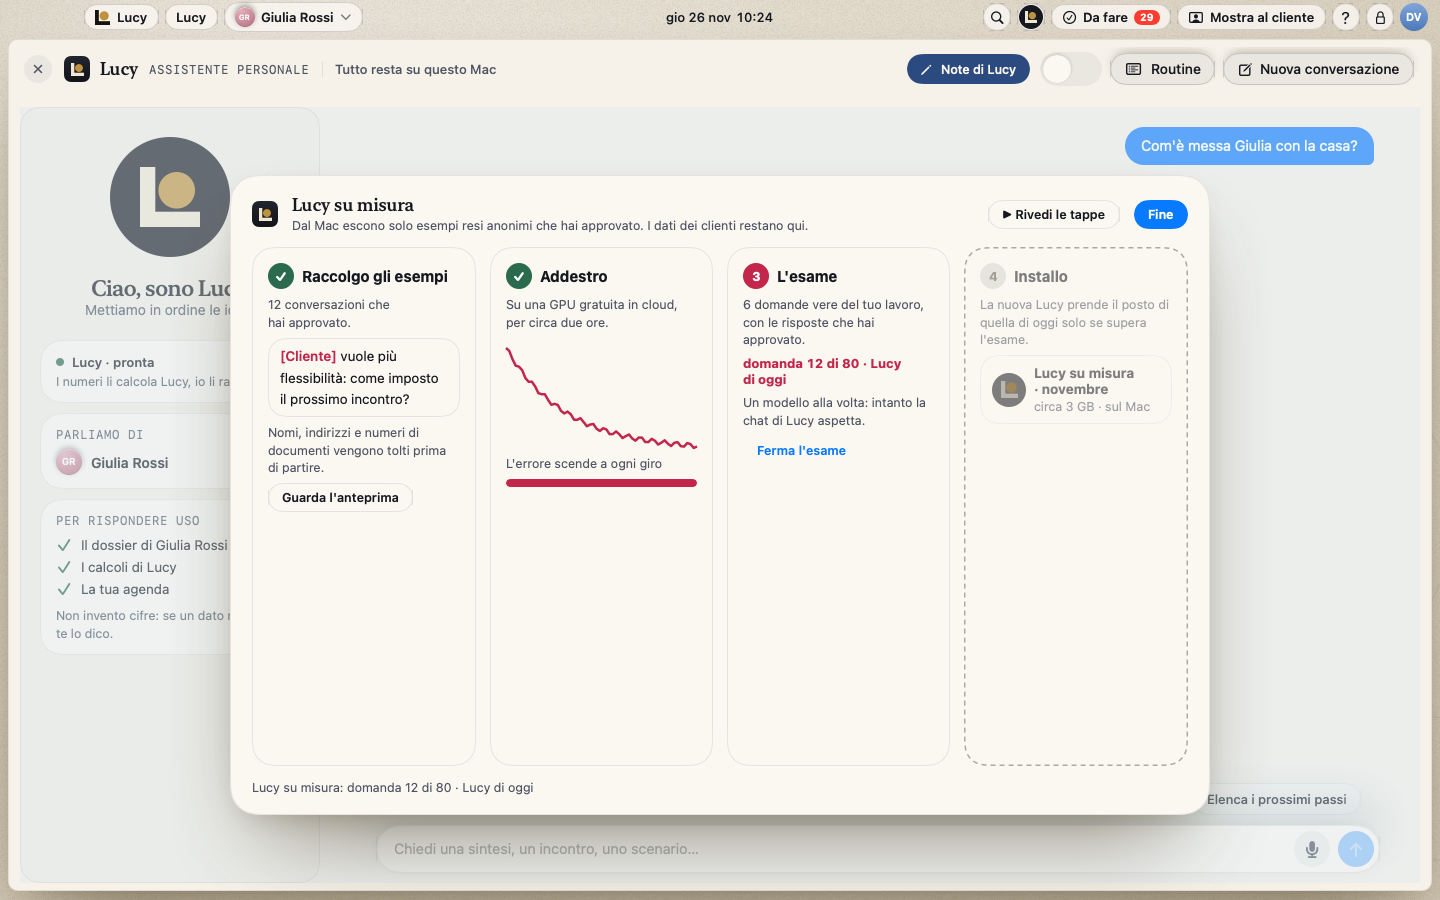 Lucy
Lucy
GR Giulia Rossi
gio 26 nov 10:24
Da fare 29
Mostra al cliente
?
DV
Lucy ASSISTENTE PERSONALE
Tutto resta su questo Mac
Note di Lucy
Routine
Nuova conversazione
Com'è messa Giulia con la casa?
Ciao, sono Luc
Mettiamo in ordine le i
Lucy · pronta
I numeri li calcola Lucy, io li ra
PARLIAMO DI
GR Giulia Rossi
PER RISPONDERE USO
Il dossier di Giulia Rossi
I calcoli di Lucy
La tua agenda
Non invento cifre: se un dato
te lo dico.
Lucy su misura
Dal Mac escono solo esempi resi anonimi che hai approvato. I dati dei clienti restano qui.
Rivedi le tappe
Fine
Raccolgo gli esempi
12 conversazioni che
hai approvato.
[Cliente] vuole più
flessibilità: come imposto
il prossimo incontro?
Nomi, indirizzi e numeri di
documenti vengono tolti prima
di partire.
Guarda l'anteprima
Addestro
Su una GPU gratuita in cloud,
per circa due ore.
L'errore scende a ogni giro
3 L'esame
6 domande vere del tuo lavoro,
con le risposte che hai
approvato.
domanda 12 di 80 · Lucy
di oggi
Un modello alla volta: intanto la
chat di Lucy aspetta.
Ferma l'esame
4 Installo
La nuova Lucy prende il posto di
quella di oggi solo se supera
l'esame.
Lucy su misura
· novembre
circa 3 GB · sul Mac
Lucy su misura: domanda 12 di 80 · Lucy di oggi
Elenca i prossimi passi
Chiedi una sintesi, un incontro, uno scenario...